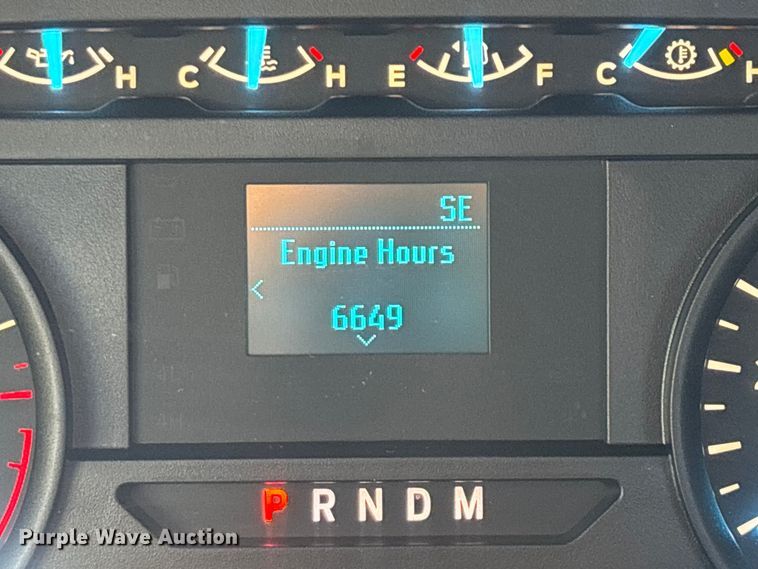 H C H E F C H
SE
Engine Hours
<
6649
P R N D M
Purple Wave Auction